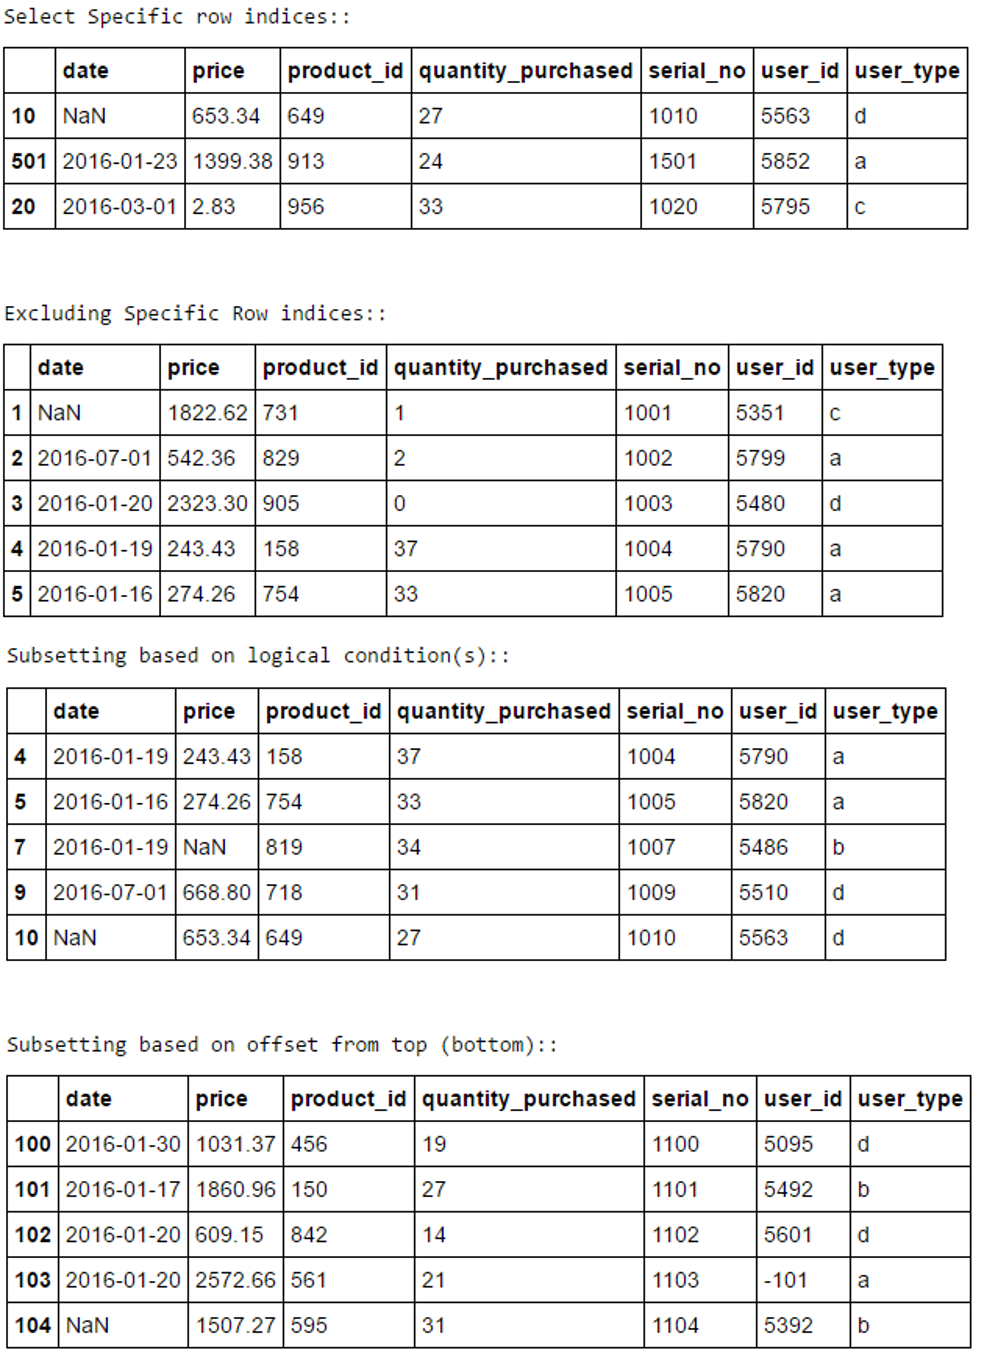 Select Specific row indices::
date price product_id quantity_purchased serial_no user_id user_type
10 NaN 653.34 649 27 1010 5563 d
501 2016-01-23 1399.38 913 24 1501 5852 a
20 2016-03-01 2.83 956 33 1020 5795 c
Excluding Specific Row indices::
date price product_id quantity_purchased serial_no user_id user_type
1 NaN 1822.62 731 1 1001 5351 c
2 2016-07-01 542.36 829 2 1002 5799 a
3 2016-01-20 2323.30 905 0 1003 5480 d
4 2016-01-19 243.43 158 37 1004 5790 a
5 2016-01-16 274.26 754 33 1005 5820 a
Subsetting based on logical condition(s)::
date price product_id quantity_purchased serial_no user_id user_type
4 2016-01-19 243.43 158 37 1004 5790 a
5 2016-01-16 274.26 754 33 1005 5820 a
7 2016-01-19 NaN 819 34 1007 5486 b
9 2016-07-01 668.80 718 31 1009 5510 d
10 NaN 653.34 649 27 1010 5563 d
Subsetting based on offset from top (bottom)::
date price product_id quantity_purchased serial_no user_id user_type
100 2016-01-30 1031.37 456 19 1100 5095 d
101 2016-01-17 1860.96 150 27 1101 5492 b
102 2016-01-20 609.15 842 14 1102 5601 d
103 2016-01-20 2572.66 561 21 1103 -101 a
104 NaN 1507.27 595 31 1104 5392 b